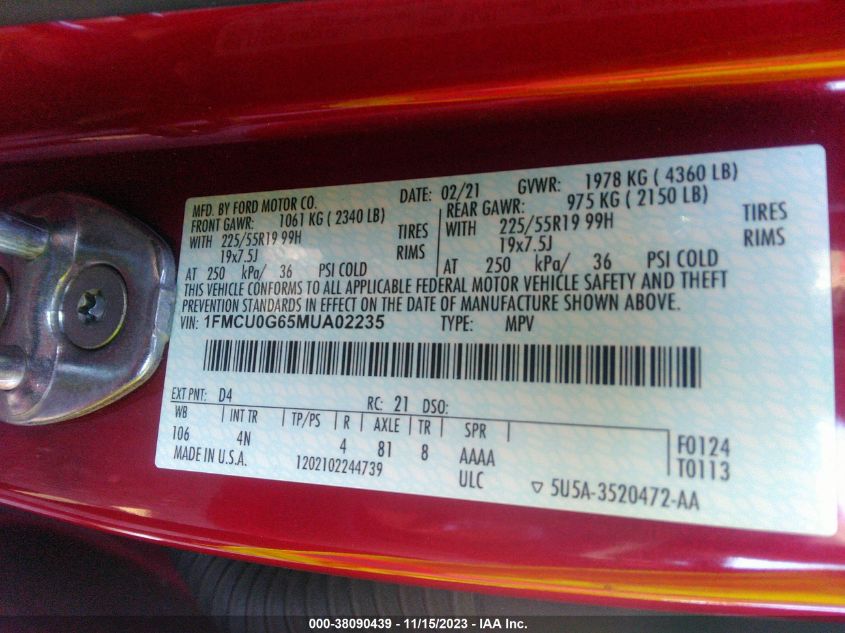 MFD. BY FORD MOTOR CO. DATE: 02/21 GVWR: 1978 KG ( 4360 LB)
FRONT GAWR: 1061 KG ( 2340 LB) REAR GAWR: 975 KG ( 2150 LB)
WITH 225/55R19 99H TIRES WITH 225/55R19 99H TIRES
19x7.5J RIMS 19x7.5J RIMS
AT 250 kPa/ 36 PSI COLD AT 250 kPa/ 36 PSI COLD
THIS VEHICLE CONFORMS TO ALL APPLICABLE FEDERAL MOTOR VEHICLE SAFETY AND THEFT
PREVENTION STANDARDS IN EFFECT ON THE DATE OF MANUFACTURE SHOWN ABOVE.
VIN: 1FMCU0G65MUA02235 TYPE: MPV
EXT PNT: D4 RC: 21 DSO:
WB INT TR TP/PS R AXLE TR SPR
106 4N 4 81 8 AAAA F0124
MADE IN U.S.A. 1202102244739 ULC T0113
▽ 5U5A-3520472-AA
000-38090439 - 11/15/2023 - IAA Inc.